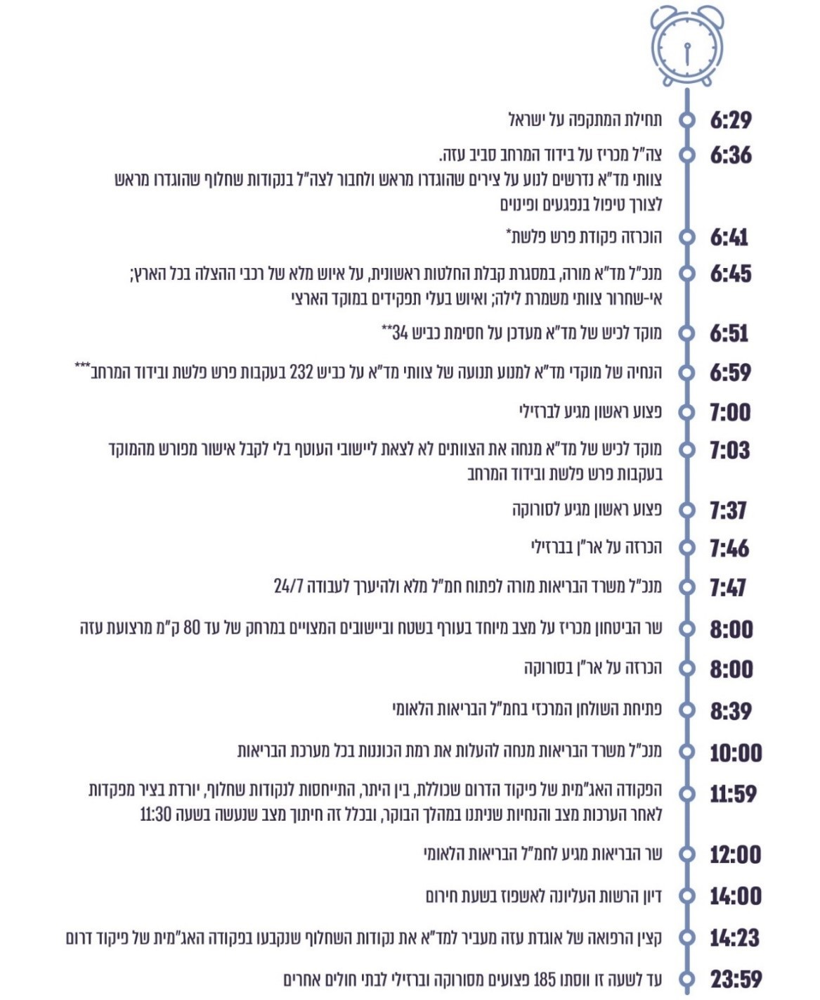 6:29 תחילת המתקפה על ישראל
6:36 צה"ל מכריז על בידוד המרחב סביב עזה.
צוותי מד"א נדרשים לנוע על צירים שהוגדרו מראש ולחבור לצה"ל בנקודות שחלוף שהוגדרו מראש
לצורך טיפול בנפגעים ופינוים
6:41 הוכרזה פקודת פרש פלשת*
6:45 מנכ"ל מד"א מורה, במסגרת קבלת החלטות ראשונית, על איוש מלא של רכבי ההצלה בכל הארץ;
אי-שחרור צוותי משמרת לילה; ואיוש בעלי תפקידים במוקד הארצי
6:51 מוקד לכיש של מד"א מעדכן על חסימת כביש 34**
6:59 הנחיה של מוקדי מד"א למנוע תנועה של צוותי מד"א על כביש 232 בעקבות פרש פלשת ובידוד המרחב***
7:00 פצוע ראשון מגיע לברזילי
7:03 מוקד לכיש של מד"א מנחה את הצוותים לא לצאת ליישובי העוטף בלי לקבל אישור מפורש מהמוקד
בעקבות פרש פלשת ובידוד המרחב
7:37 פצוע ראשון מגיע לסורוקה
7:46 הכרזה על אר"ן בברזילי
7:47 מנכ"ל משרד הבריאות מורה לפתוח חמ"ל מלא ולהיערך לעבודה 24/7
8:00 שר הביטחון מכריז על מצב מיוחד בעורף בשטח וביישובים המצויים במרחק של עד 80 ק"מ מרצועת עזה
8:00 הכרזה על אר"ן בסורוקה
8:39 פתיחת השולחן המרכזי בחמ"ל הבריאות הלאומי
10:00 מנכ"ל משרד הבריאות מנחה להעלות את רמת הכוננות בכל מערכת הבריאות
11:59 הפקודה האג"מית של פיקוד הדרום שכוללת, בין היתר, התייחסות לנקודות שחלוף, יורדת בציר מפקדות
לאחר הערכות מצב והנחיות שניתנו במהלך הבוקר, ובכלל זה חיתוך מצב שנעשה בשעה 11:30
12:00 שר הבריאות מגיע לחמ"ל הבריאות הלאומי
14:00 דיון הרשות העליונה לאשפוז בשעת חירום
14:23 קצין הרפואה של אוגדת עזה מעביר למד"א את נקודות השחלוף שנקבעו בפקודה האג"מית של פיקוד דרום
23:59 עד לשעה זו ווסתו 185 פצועים מסורוקה וברזילי לבתי חולים אחרים